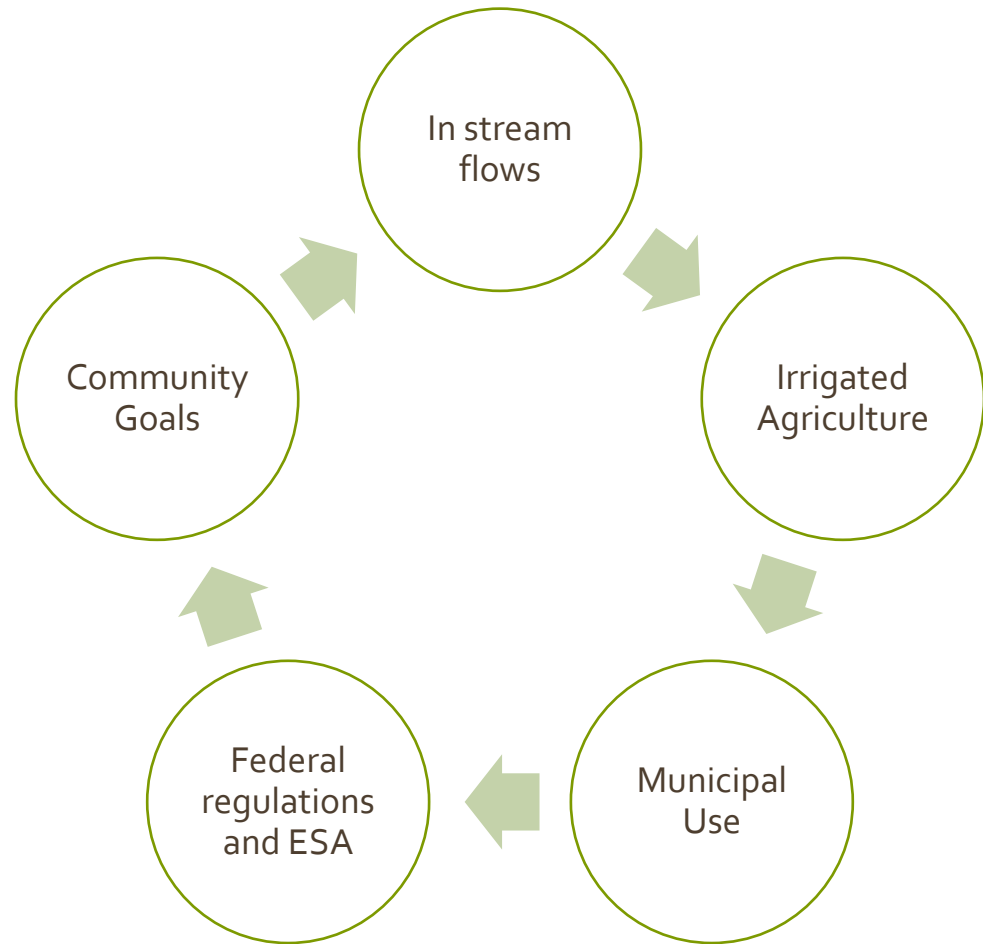 In stream
flows
Irrigated
Agriculture
Municipal
Use
Federal
regulations
and ESA
Community
Goals